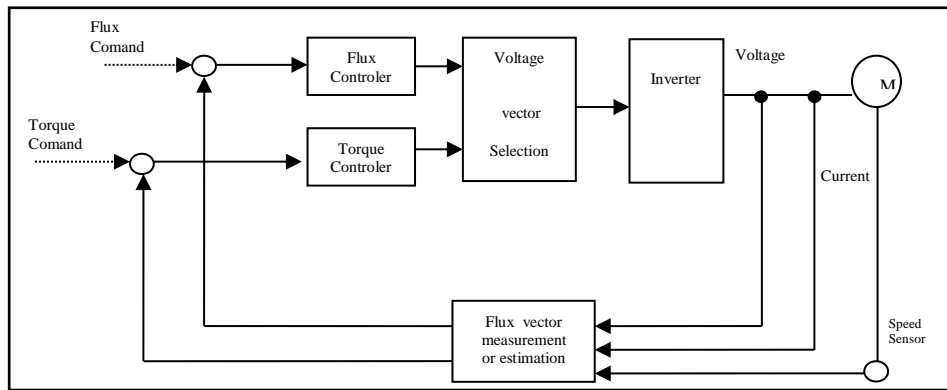 Flux
Comand
Flux
Controler
Voltage
vector
Selection
Inverter
Voltage
M
Torque
Comand
Torque
Controler
Current
Flux vector
measurement
or estimation
Speed
Sensor